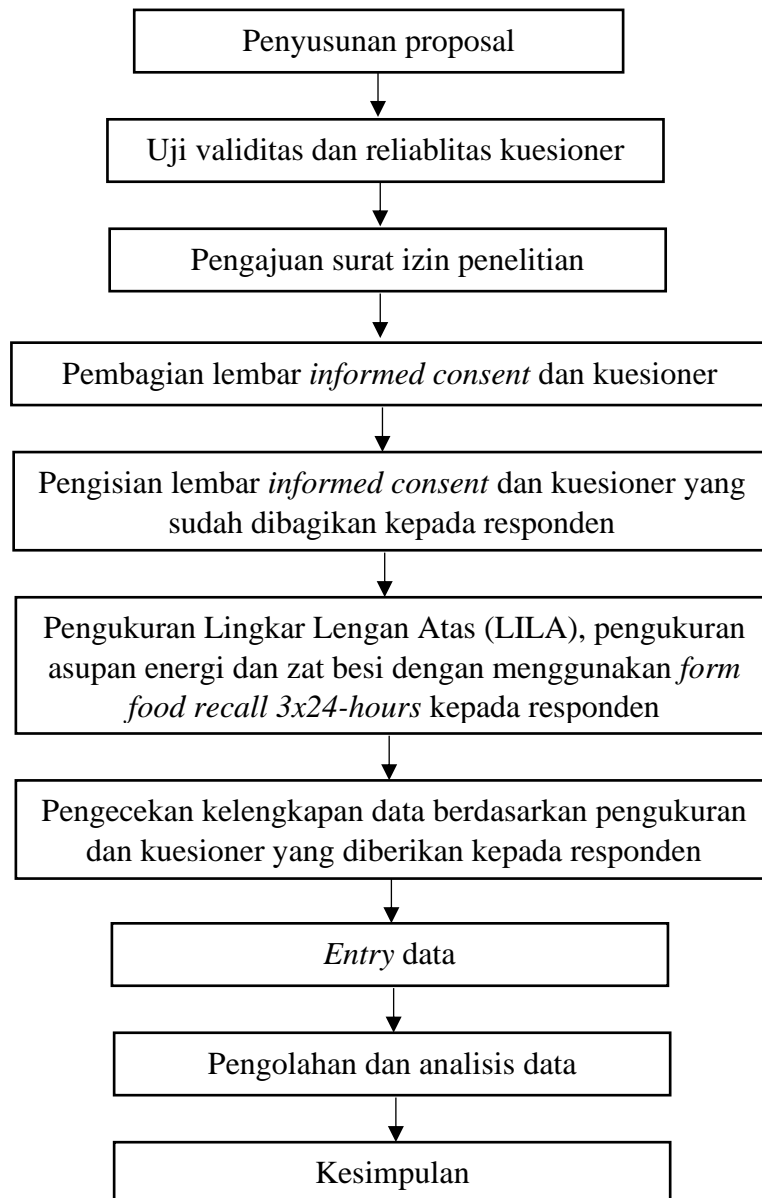 Penyusunan proposal
Uji validitas dan reliablitas kuesioner
Pengajuan surat izin penelitian
Pembagian lembar informed consent dan kuesioner
Pengisian lembar informed consent dan kuesioner yang
sudah dibagikan kepada responden
Pengukuran Lingkar Lengan Atas (LILA), pengukuran
asupan energi dan zat besi dengan menggunakan form
food recall 3x24-hours kepada responden
Pengecekan kelengkapan data berdasarkan pengukuran
dan kuesioner yang diberikan kepada responden
Entry data
Pengolahan dan analisis data
Kesimpulan